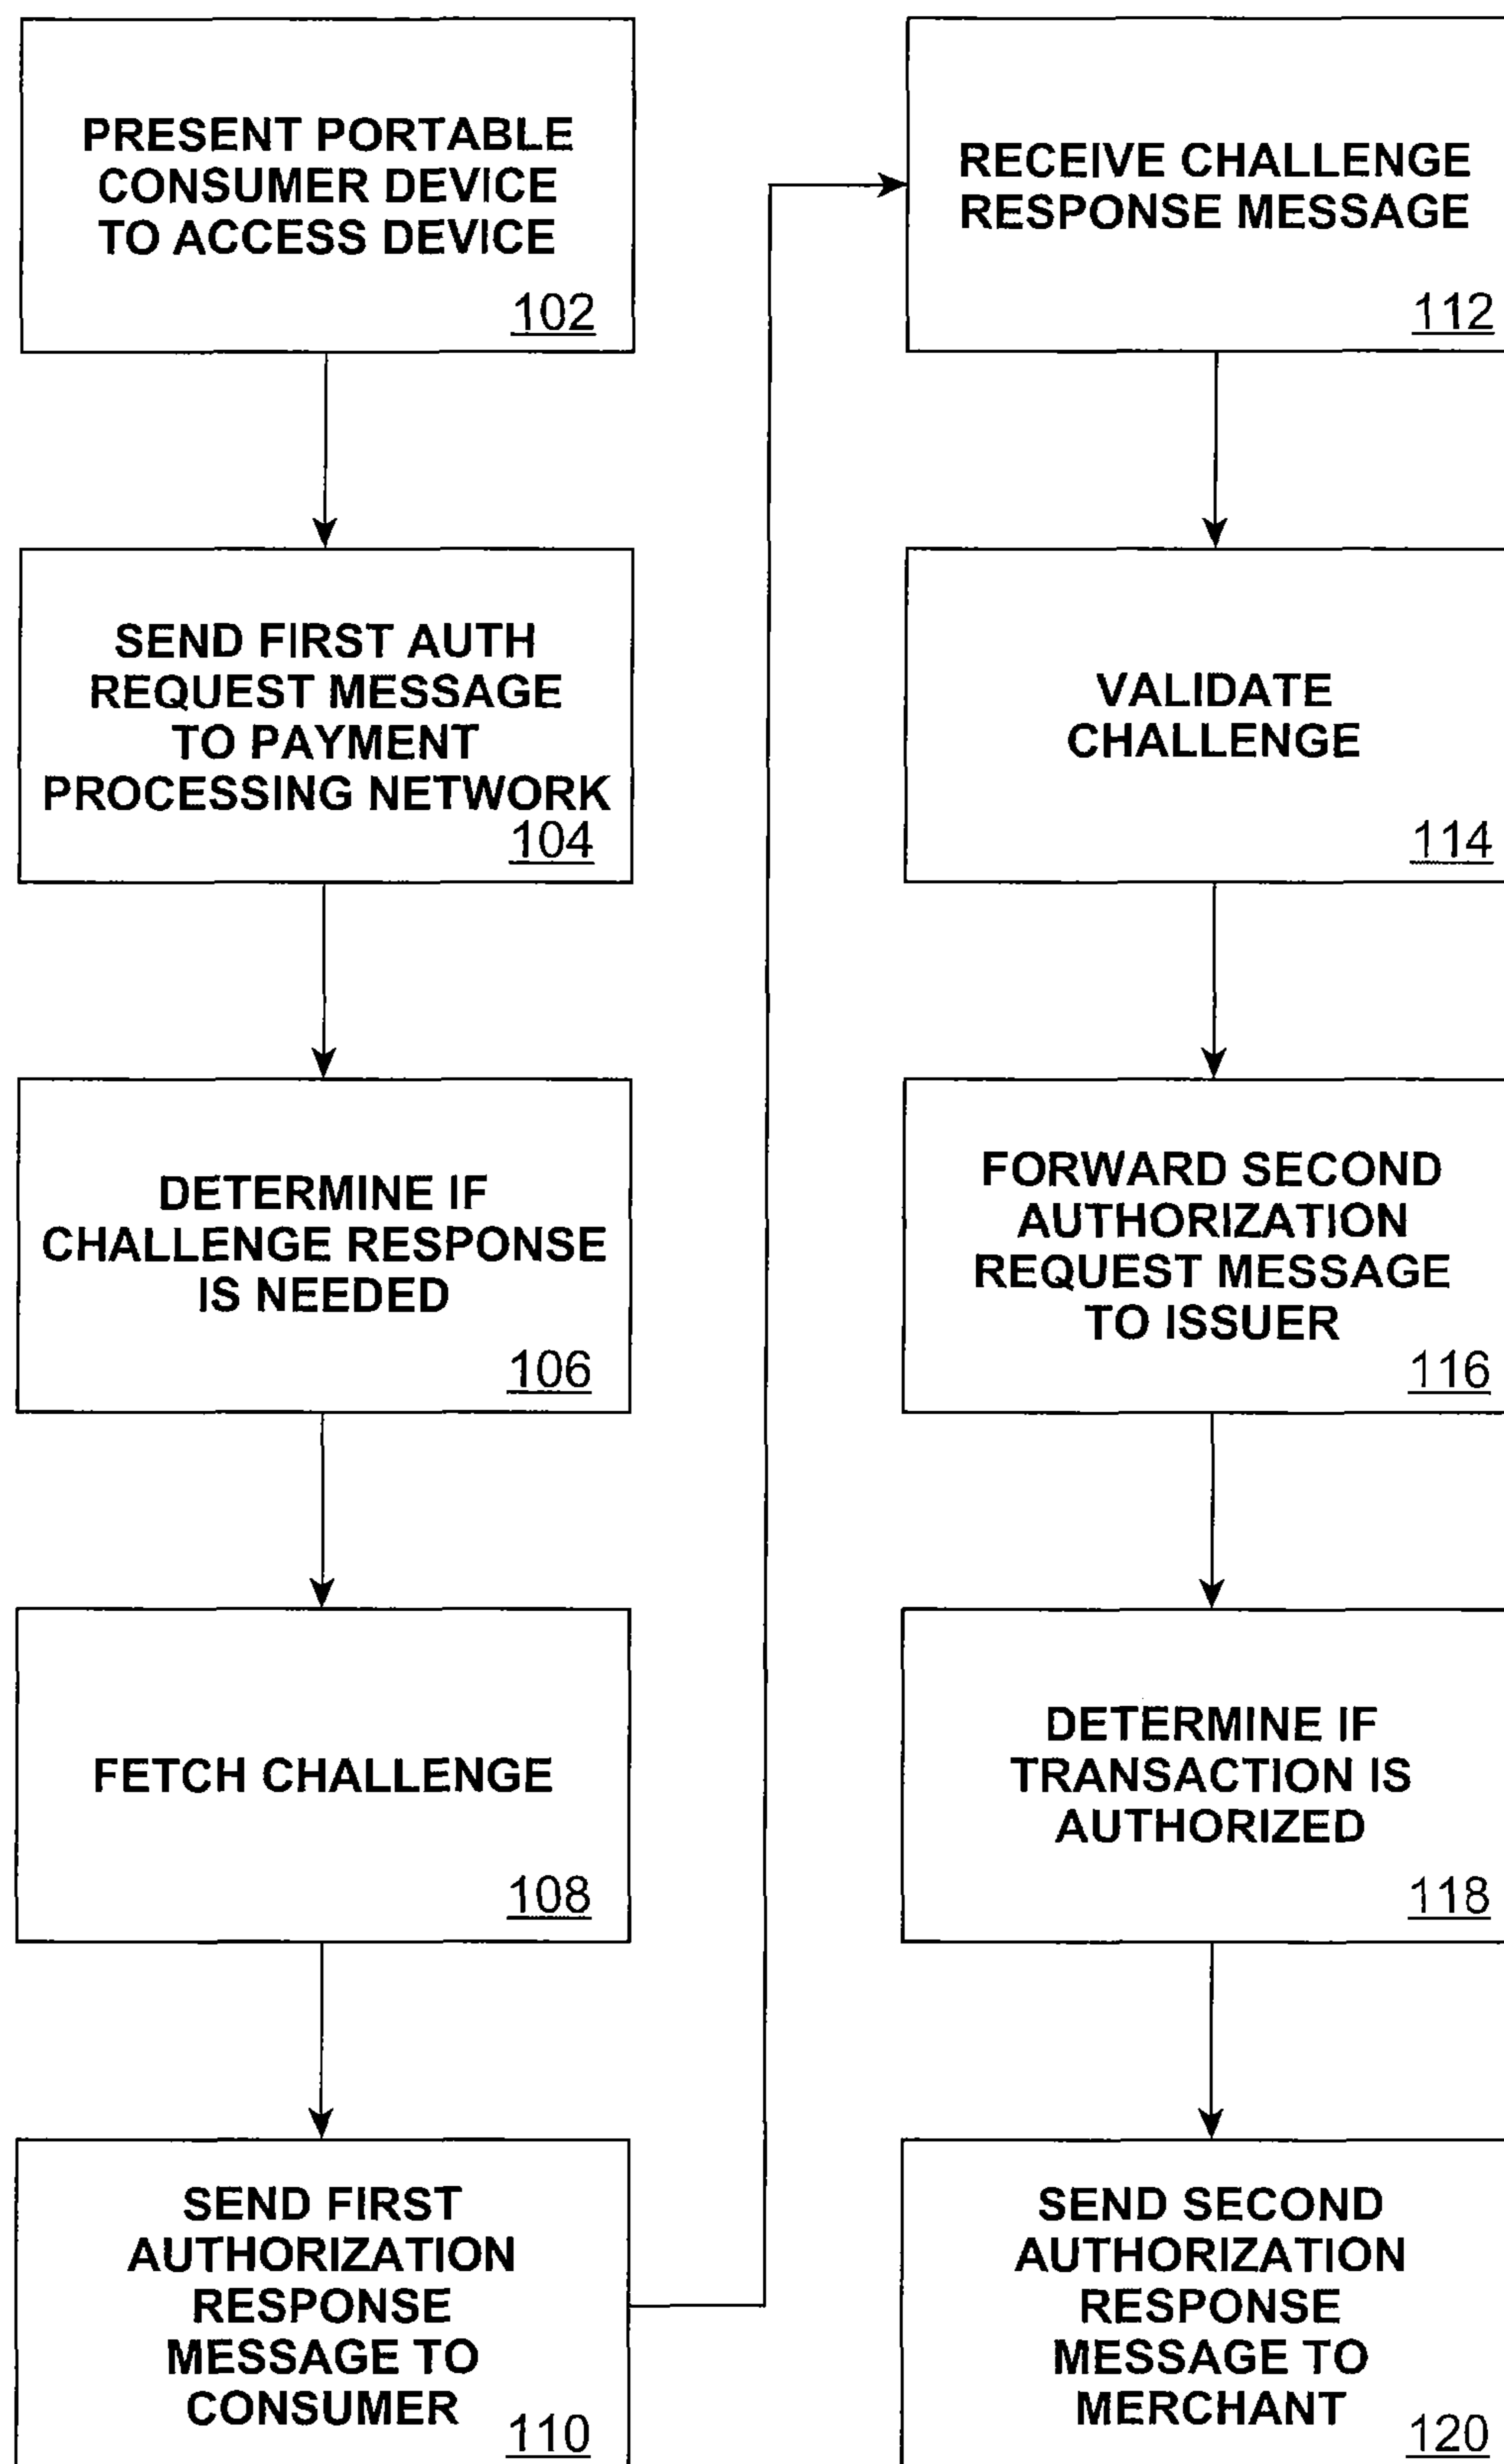 PRESENT PORTABLE
CONSUMER DEVICE
TO ACCESS DEVICE
102
SEND FIRST AUTH
REQUEST MESSAGE
TO PAYMENT
PROCESSING NETWORK
104
DETERMINE IF
CHALLENGE RESPONSE
IS NEEDED
106
FETCH CHALLENGE
108
SEND FIRST
AUTHORIZATION
RESPONSE
MESSAGE TO
CONSUMER
110
RECEIVE CHALLENGE
RESPONSE MESSAGE
112
VALIDATE
CHALLENGE
114
FORWARD SECOND
AUTHORIZATION
REQUEST MESSAGE
TO ISSUER
116
DETERMINE IF
TRANSACTION IS
AUTHORIZED
118
SEND SECOND
AUTHORIZATION
RESPONSE
MESSAGE TO
MERCHANT
120